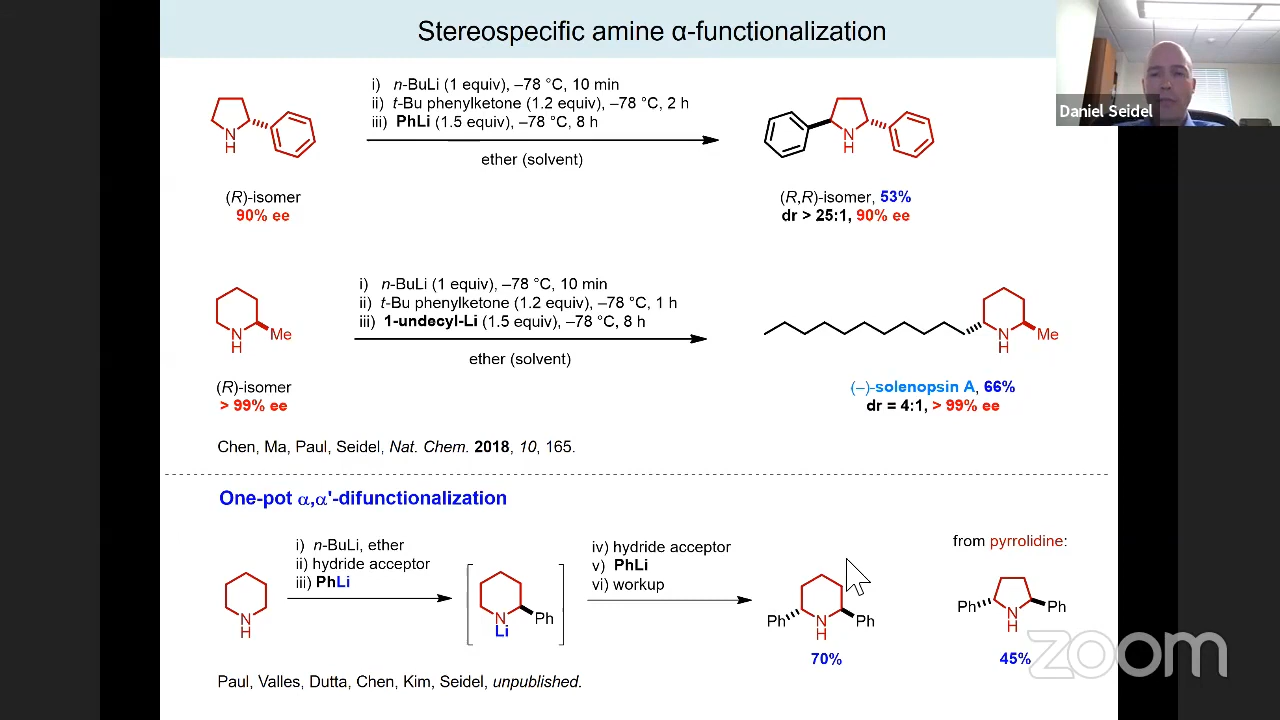 Stereospecific amine α-functionalization
Daniel Seidel
i) n-BuLi (1 equiv), –78 °C, 10 min
ii) t-Bu phenylketone (1.2 equiv), –78 °C, 2 h
iii) PhLi (1.5 equiv), –78 °C, 8 h
ether (solvent)
N
H
N
H
(R)-isomer
90% ee
(R,R)-isomer, 53%
dr > 25:1, 90% ee
i) n-BuLi (1 equiv), –78 °C, 10 min
ii) t-Bu phenylketone (1.2 equiv), –78 °C, 1 h
iii) 1-undecyl-Li (1.5 equiv), –78 °C, 8 h
ether (solvent)
N Me
H
N Me
H
(R)-isomer
> 99% ee
(–)-solenopsin A, 66%
dr = 4:1, > 99% ee
Chen, Ma, Paul, Seidel, Nat. Chem. 2018, 10, 165.
One-pot α,α'-difunctionalization
i) n-BuLi, ether
ii) hydride acceptor
iii) PhLi
N
H
N Ph
Li
iv) hydride acceptor
v) PhLi
vi) workup
Ph N Ph
H
70%
from pyrrolidine:
Ph N Ph
H
45%
zoom
Paul, Valles, Dutta, Chen, Kim, Seidel, unpublished.